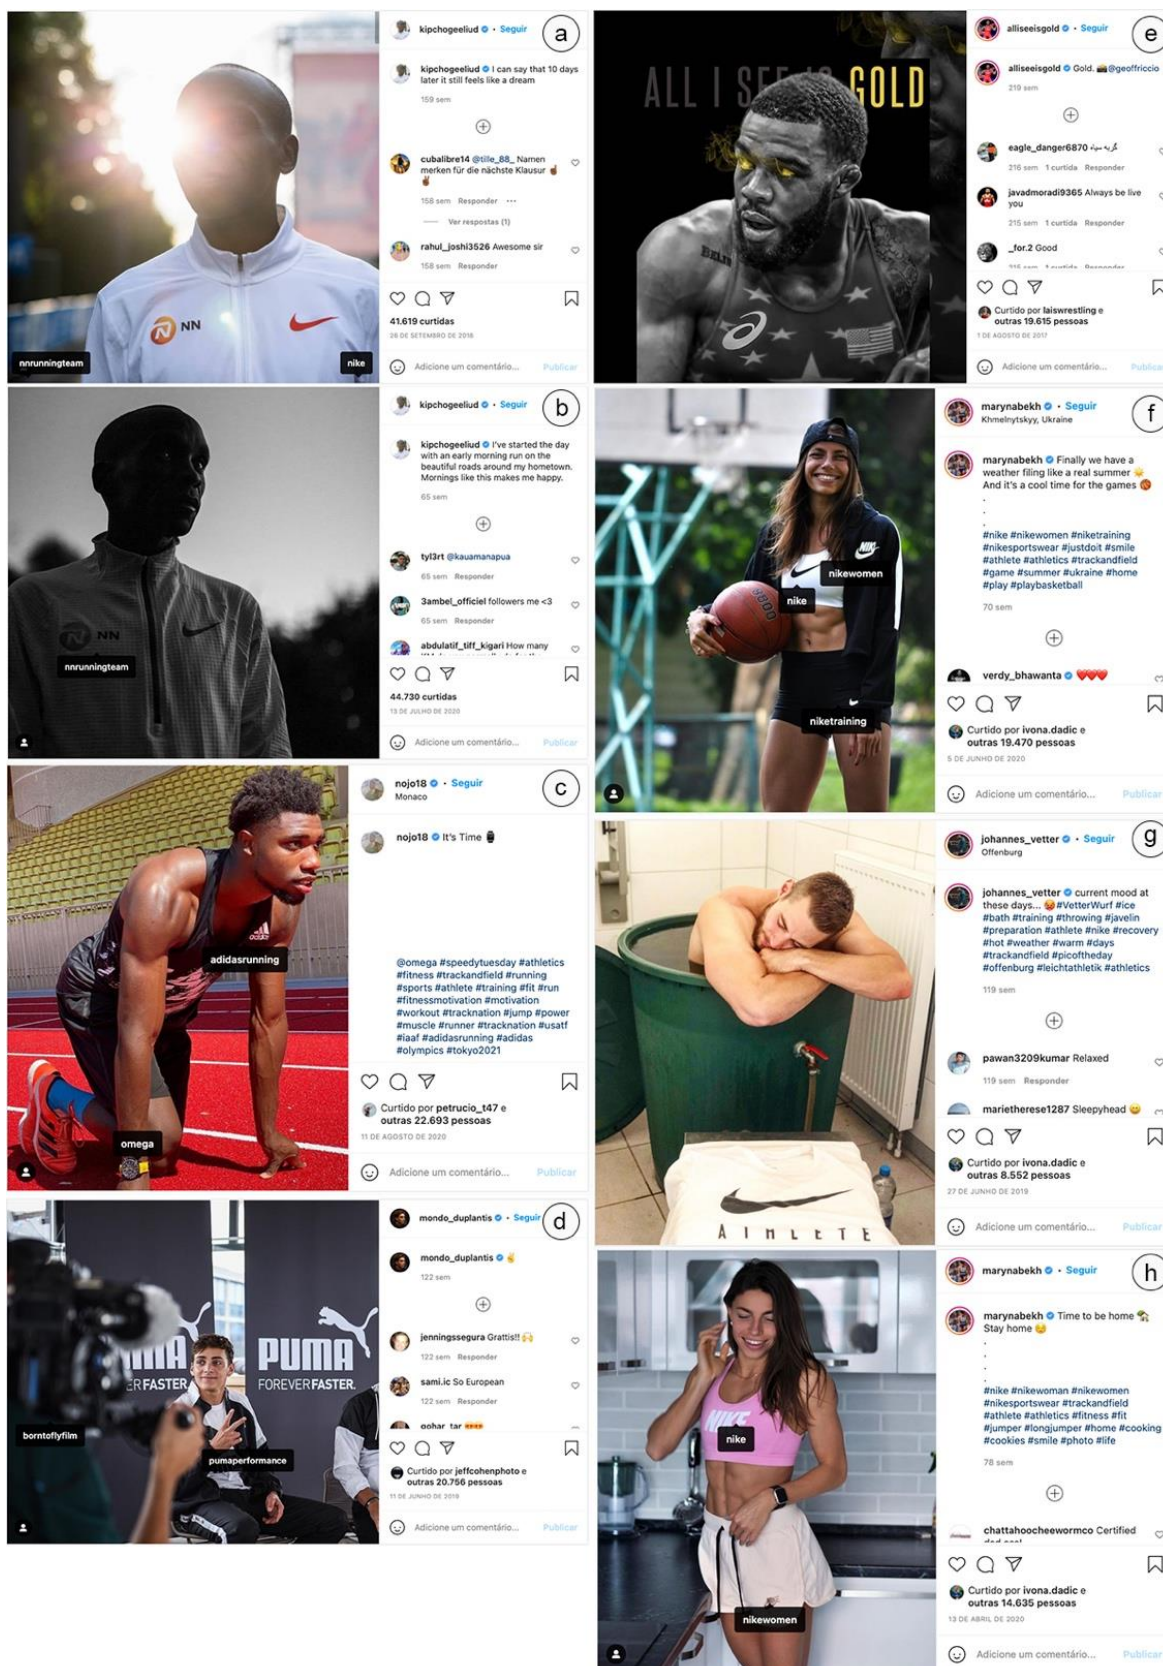 kipchogeeliud • Seguir
a
kipchogeeliud I can say that 10 days
later it still feels like a dream
159 sem
cubalibre14 @tille_88_ Namen
merken für die nächste Klausur
158 sem Responder
Ver respostas (1)
rahul_joshi3526 Awesome sir
158 sem Responder
NN
nnrunningteam
nike
41.619 curtidas
26 DE SETEMBRO DE 2018
Adicione um comentário... Publicar
kipchogeeliud • Seguir
b
kipchogeeliud I've started the day
with an early morning run on the
beautiful roads around my hometown.
Mornings like this makes me happy.
65 sem
tyl3rt @kauamanapua
65 sem Responder
3ambel_officiel followers me <3
65 sem Responder
abdulatif_tiff_kigari How many
NN
nnrunningteam
44.730 curtidas
13 DE JULHO DE 2020
Adicione um comentário... Publicar
nojo18 • Seguir
Monaco
c
nojo18 It's Time
adidas
adidasrunning
omega
@omega #speedytuesday #athletics
#fitness #trackandfield #running
#sports #athlete #training #fit #run
#fitnessmotivation #motivation
#workout #tracknation #jump #power
#muscle #runner #tracknation #usatf
#iaaf #adidasrunning #adidas
#olympics #tokyo2021
Curtido por petrucio_t47 e
outras 22.693 pessoas
11 DE AGOSTO DE 2020
Adicione um comentário... Publicar
mondo_duplantis • Seguir
d
mondo_duplantis
122 sem
jenningssegura Grattis!!
122 sem Responder
sami.ic So European
122 sem Responder
gohar_tar
PUMA
FOREVER FASTER.
borntoflyfilm
pumaperformance
Curtido por jeffcohenphoto e
outras 20.756 pessoas
11 DE JUNHO DE 2019
Adicione um comentário... Publicar
alliseeisgold • Seguir
e
alliseeisgold Gold. @geoffriccio
219 sem
eagle_danger6870 گربه سیاه
216 sem 1 curtida Responder
javadmoradi9365 Always be live
you
215 sem 1 curtida Responder
_for.2 Good
215 sem 1 curtida Responder
ALL I SEE IS GOLD
Curtido por laiswrestling e
outras 19.615 pessoas
1 DE AGOSTO DE 2017
Adicione um comentário... Publicar
marynabekh • Seguir
Khmelnytskyy, Ukraine
f
marynabekh Finally we have a
weather filing like a real summer
And it's a cool time for the games
.
.
.
#nike #nikewomen #niketraining
#nikesportswear #justdoit #smile
#athlete #athletics #trackandfield
#game #summer #ukraine #home
#play #playbasketball
70 sem
verdy_bhawanta
nikewomen
nike
niketraining
Curtido por ivona.dadic e
outras 19.470 pessoas
5 DE JUNHO DE 2020
Adicione um comentário... Publicar
johannes_vetter • Seguir
Offenburg
g
johannes_vetter current mood at
these days... #VetterWurf #ice
#bath #training #throwing #javelin
#preparation #athlete #nike #recovery
#hot #weather #warm #days
#trackandfield #picoftheday
#offenburg #leichtathletik #athletics
119 sem
pawan3209kumar Relaxed
119 sem Responder
marietherese1287 Sleepyhead
ATHLETE
Curtido por ivona.dadic e
outras 8.552 pessoas
27 DE JUNHO DE 2019
Adicione um comentário... Publicar
marynabekh • Seguir
h
marynabekh Time to be home
Stay home
.
.
.
.
#nike #nikewoman #nikewomen
#nikesportswear #trackandfield
#athlete #athletics #fitness #fit
#jumper #longjumper #home #cooking
#cookies #smile #photo #life
78 sem
chattahoocheewormco Certified
NIKE
nike
nikewomen
Curtido por ivona.dadic e
outras 14.635 pessoas
13 DE ABRIL DE 2020
Adicione um comentário... Publicar